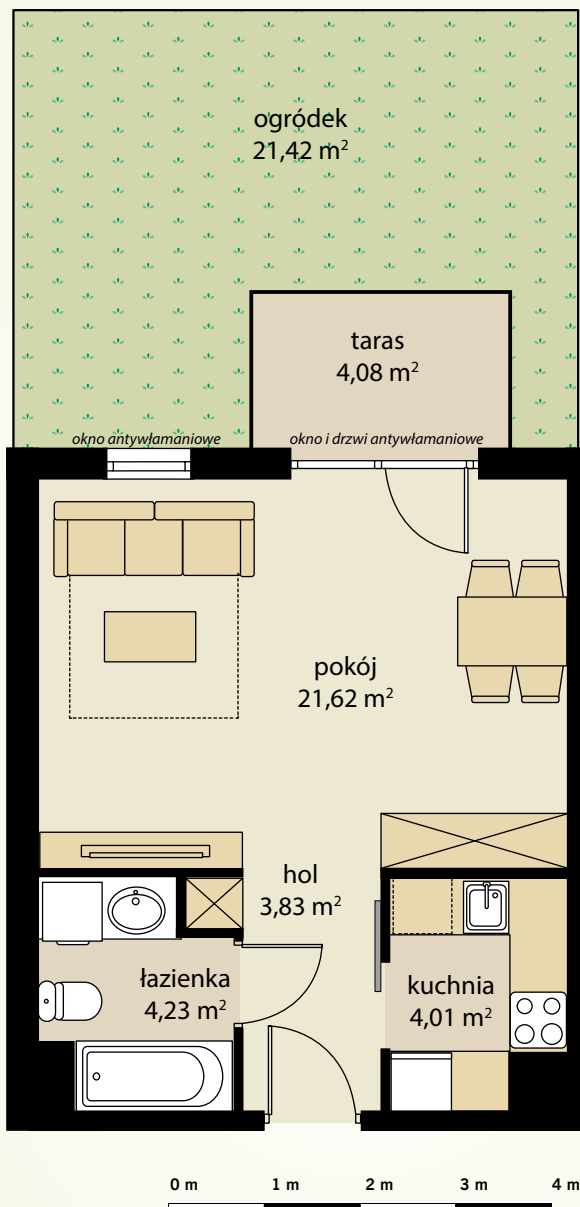 ogródek
21,42 m²
taras
4,08 m²
okno antywłamaniowe
okno i drzwi antywłamaniowe
pokój
21,62 m²
hol
3,83 m²
łazienka
4,23 m²
kuchnia
4,01 m²
0 m 1 m 2 m 3 m 4 m